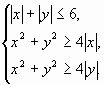 |x| + |y| ≤ 6,
x² + y² ≥ 4|x|,
x² + y² ≥ 4|y|